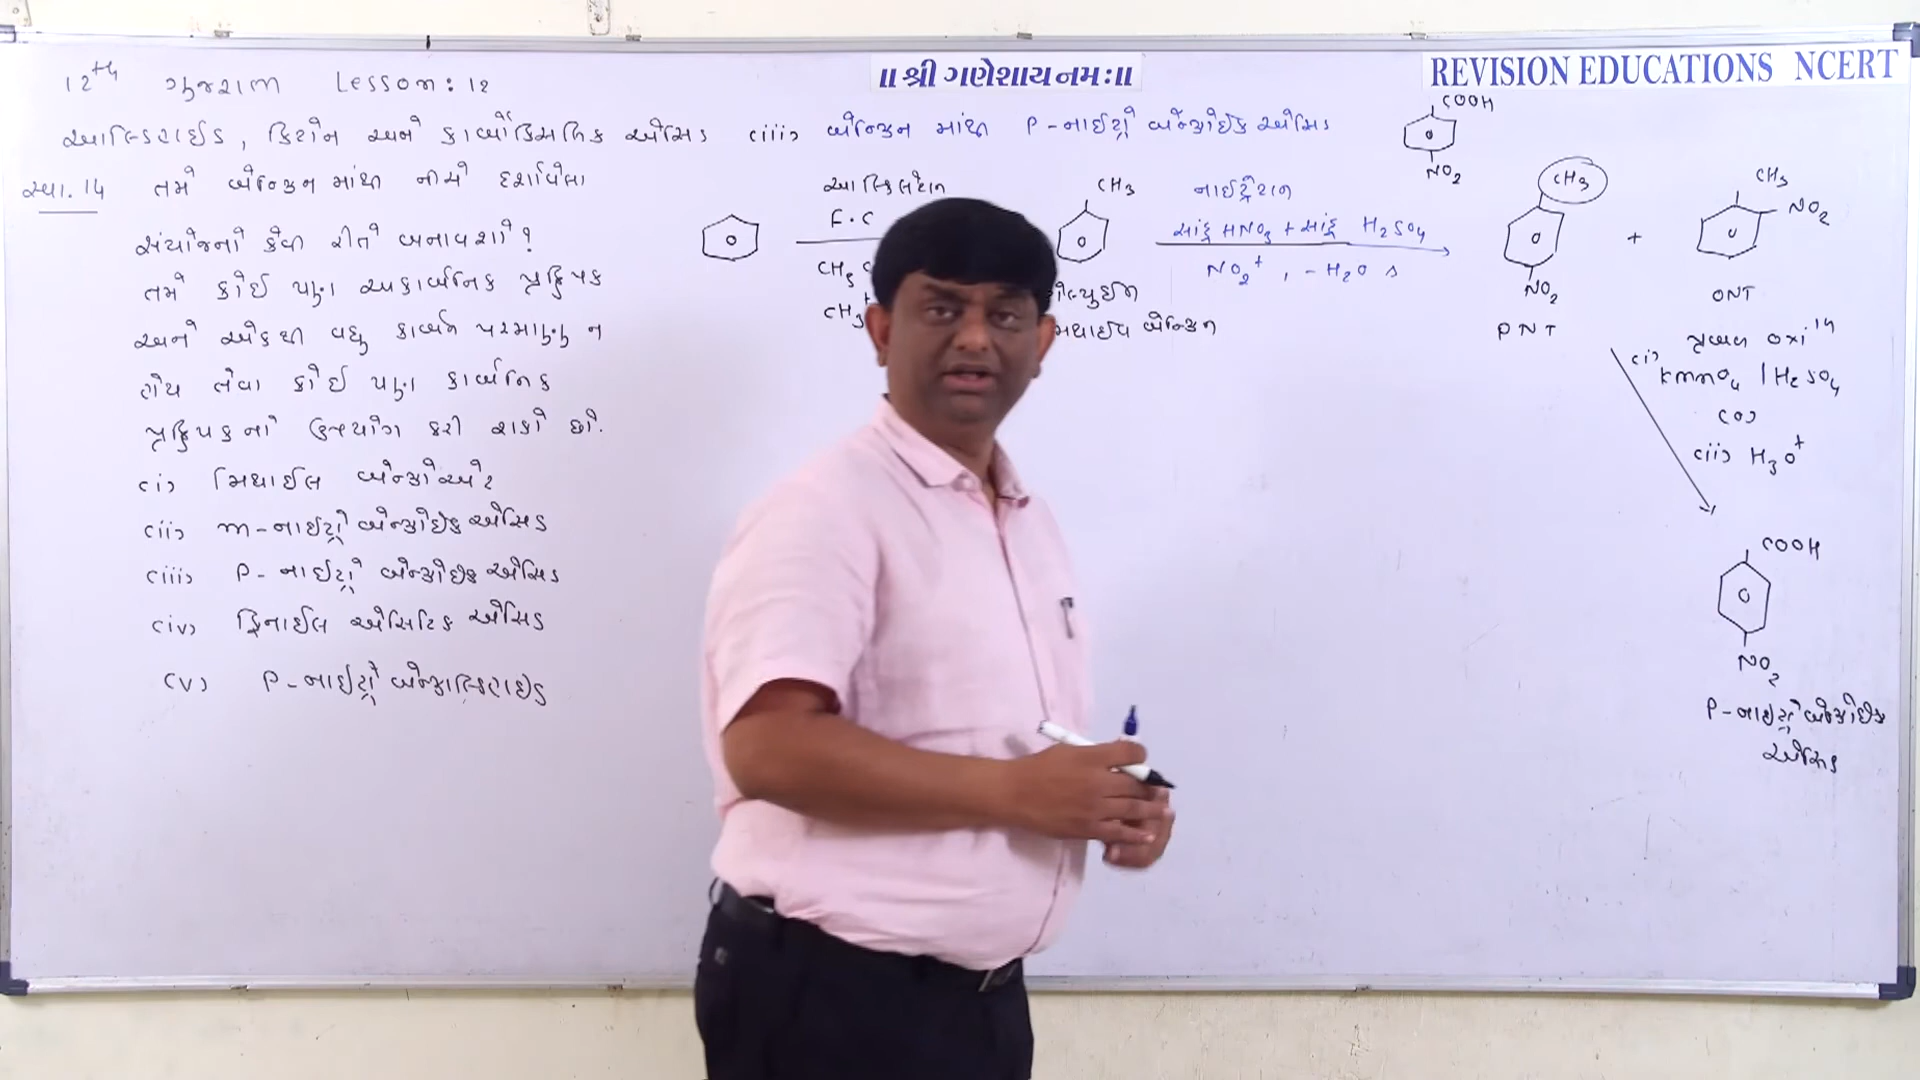 12th ગુજરાત Lesson: 12
॥ શ્રી ગણેશાય નમઃ॥
REVISION EDUCATIONS NCERT
આલ્ડિહાઈડ, કિટોન અને કાર્બોક્સિલિક એસિડ
સ્વા. 14 તમે બેન્ઝિન માંથી નીચે દર્શાવેલા
સંયોજનો કેવી રીતે બનાવશો?
તમે કોઈ પણ અકાર્બનિક પ્રક્રિયક
અને એકથી વધુ કાર્બન પરમાણુ ન
હોય તેવા કોઈ પણ કાર્બનિક
પ્રક્રિયકનો ઉપયોગ કરી શકો છો.
(i) મિથાઈલ બેન્ઝોએટ
(ii) m-નાઈટ્રો બેન્ઝોઈક એસિડ
(iii) P-નાઈટ્રો બેન્ઝોઈક એસિડ
(iv) ફિનાઈલ એસિટિક એસિડ
(v) P-નાઈટ્રો બેન્ઝાલ્ડિહાઈડ
(iii) બેન્ઝિન માંથી P-નાઈટ્રો બેન્ઝોઈક એસિડ
COOH
NO2
આલ્કિલેશન
F.C
CH3
CH3+
CH3
નાઈટ્રેશન
સાંદ્ર HNO3 + સાંદ્ર H2SO4
NO2+, -H2O
CH3
NO2
PNT
+
CH3
NO2
ONT
પ્રબળ oxiin
(i) KMnO4 / H2SO4
(O)
(ii) H3O+
COOH
NO2
P-નાઈટ્રો બેન્ઝોઈક
એસિડ